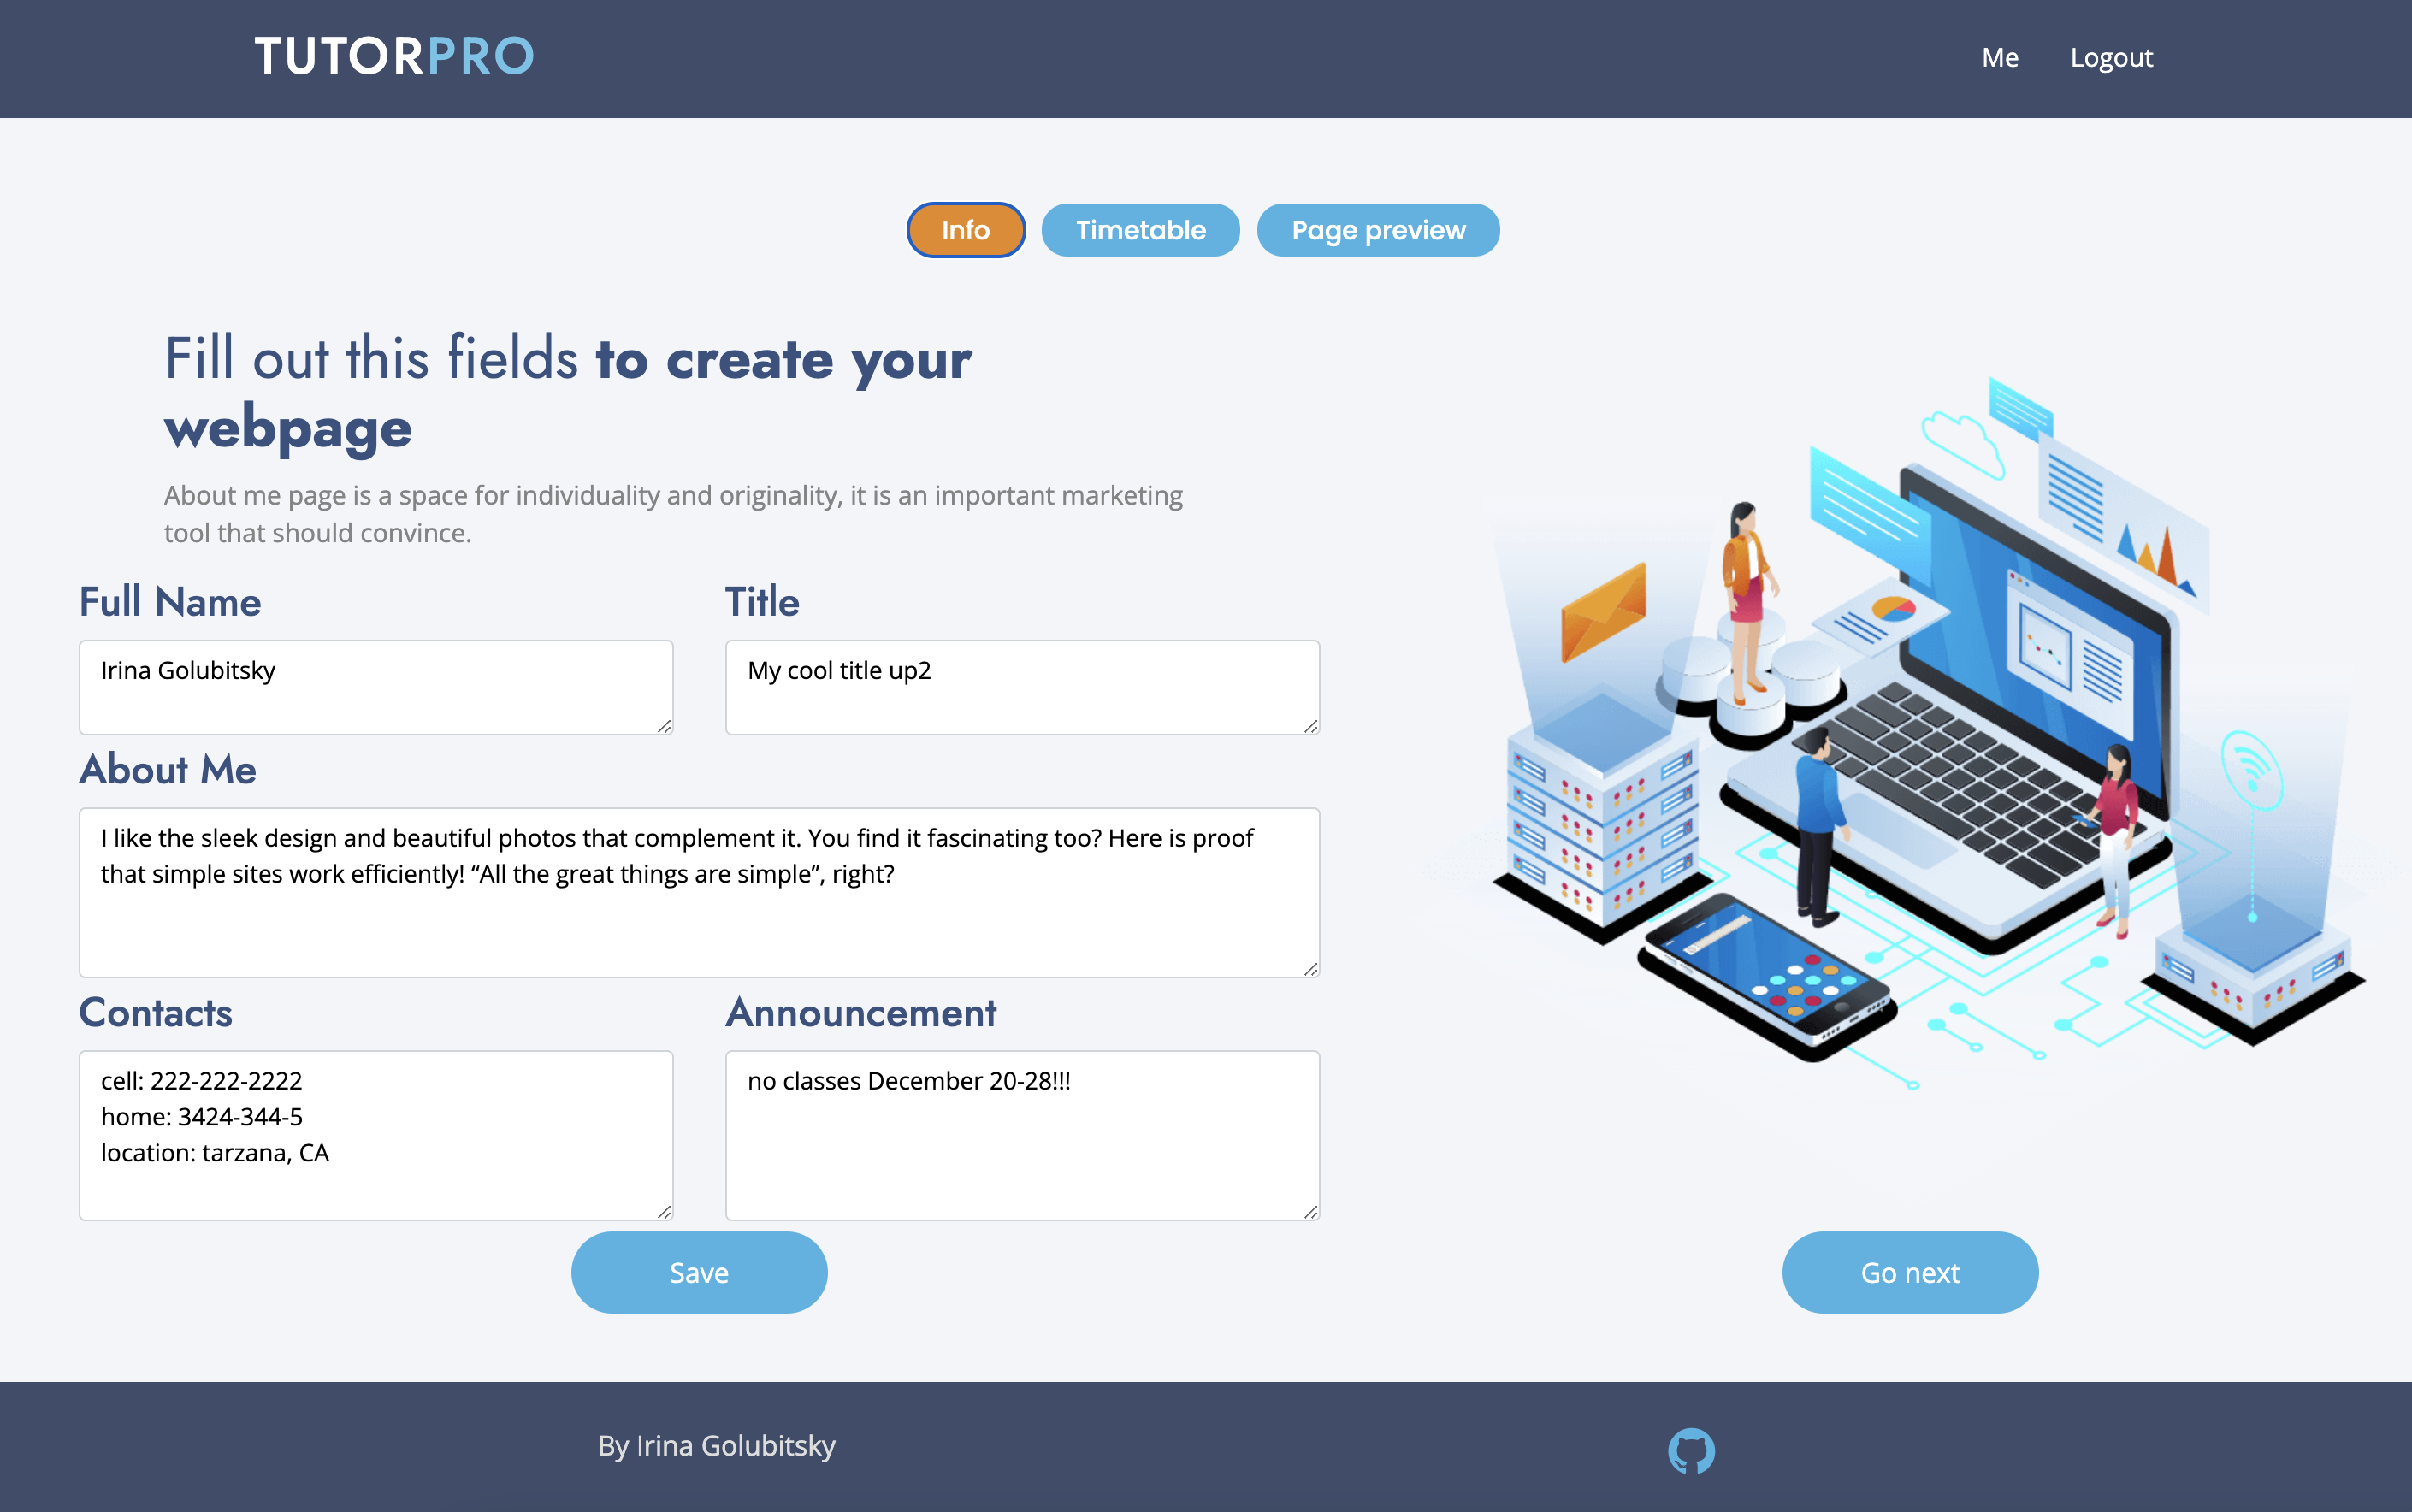 TUTORPRO
Me
Logout
Info
Timetable
Page preview
Fill out this fields to create your
webpage
About me page is a space for individuality and originality, it is an important marketing
tool that should convince.
Full Name
Title
Irina Golubitsky
My cool title up2
About Me
I like the sleek design and beautiful photos that complement it. You find it fascinating too? Here is proof
that simple sites work efficiently! “All the great things are simple”, right?
Contacts
Announcement
cell: 222-222-2222
home: 3424-344-5
location: tarzana, CA
no classes December 20-28!!!
Save
Go next
By Irina Golubitsky